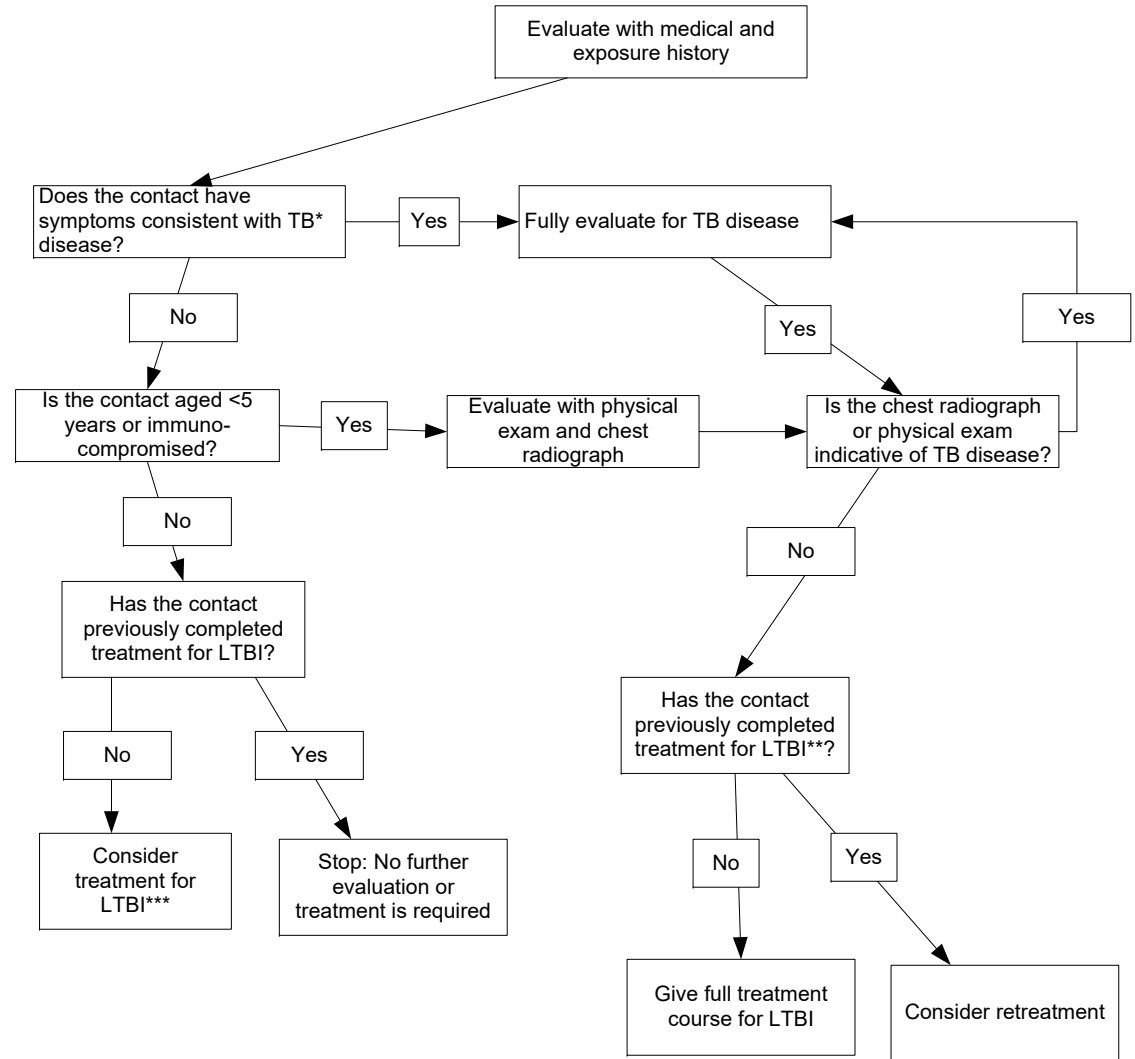 Evaluate with medical and
exposure history
Does the contact have
symptoms consistent with TB*
disease?
Yes
Fully evaluate for TB disease
No
Yes
Yes
Is the contact aged <5
years or immuno-
compromised?
Yes
Evaluate with physical
exam and chest
radiograph
Is the chest radiograph
or physical exam
indicative of TB disease?
No
No
Has the contact
previously completed
treatment for LTBI?
Has the contact
previously completed
treatment for LTBI**?
No
Yes
Consider
treatment for
LTBI***
Stop: No further
evaluation or
treatment is required
No
Yes
Give full treatment
course for LTBI
Consider retreatment